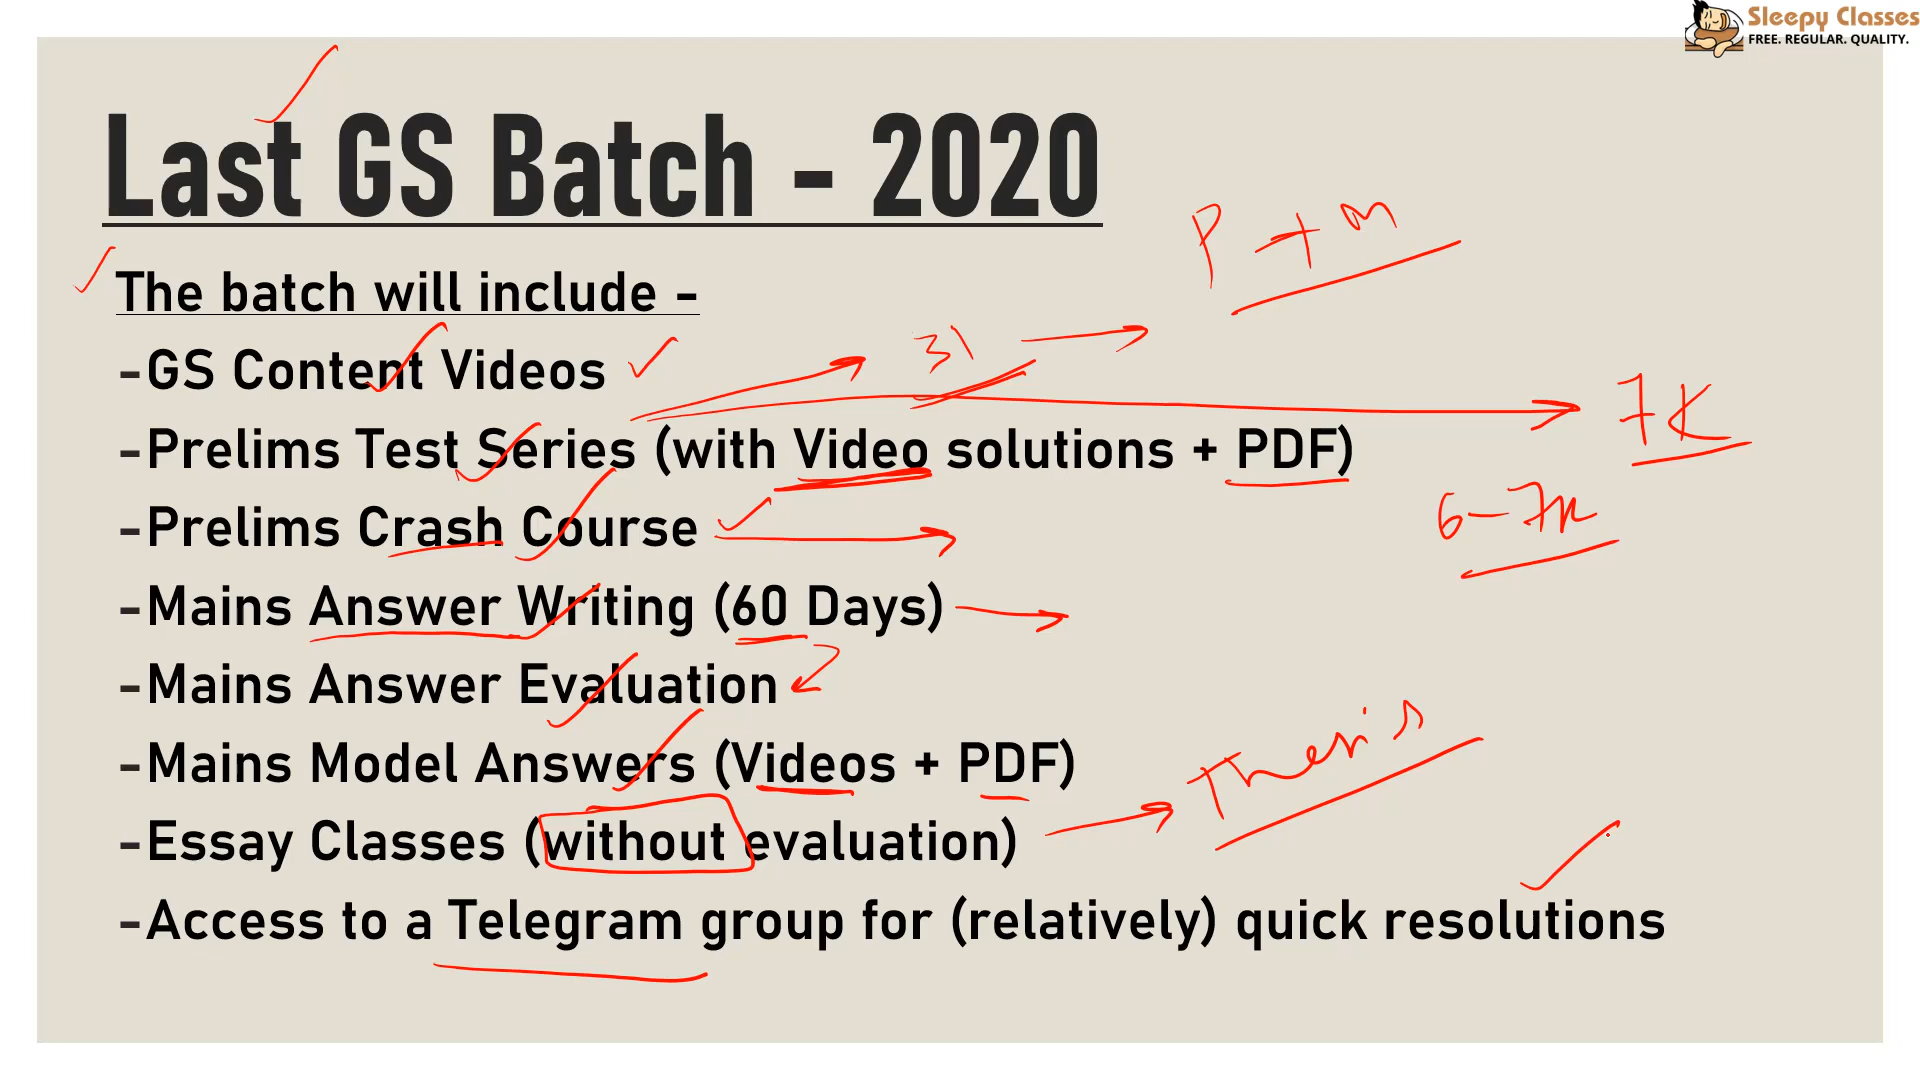 Sleepy Classes
FREE. REGULAR. QUALITY.
Last GS Batch - 2020
P + m
The batch will include -
-GS Content Videos
31
7K
-Prelims Test Series (with Video solutions + PDF)
6-7K
-Prelims Crash Course
-Mains Answer Writing (60 Days)
-Mains Answer Evaluation
-Mains Model Answers (Videos + PDF)
Thesis
-Essay Classes (without evaluation)
-Access to a Telegram group for (relatively) quick resolutions